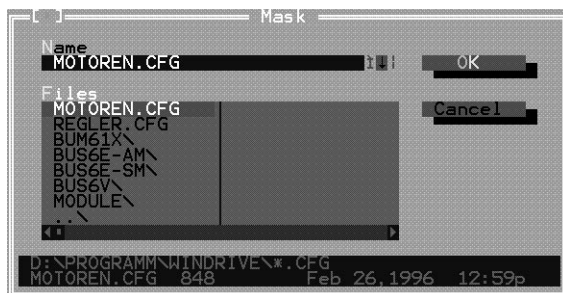 Mask
Name
MOTOREN.CFG
OK
Files
MOTOREN.CFG
Cancel
REGLER.CFG
BUM61X\
BUS6E-AM\
BUS6E-SM\
BUS6V\
MODULE\
..\
D:\PROGRAMM\WINDRIVE\*.CFG
MOTOREN.CFG 848 Feb 26,1996 12:59p